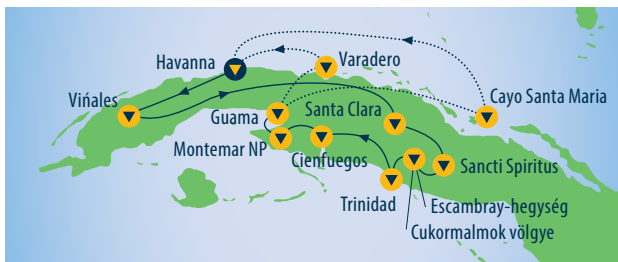 Havanna
Varadero
Viñales
Guama
Santa Clara
Cayo Santa Maria
Montemar NP
Cienfuegos
Sancti Spiritus
Trinidad
Escambray-hegység
Cukormalmok völgye